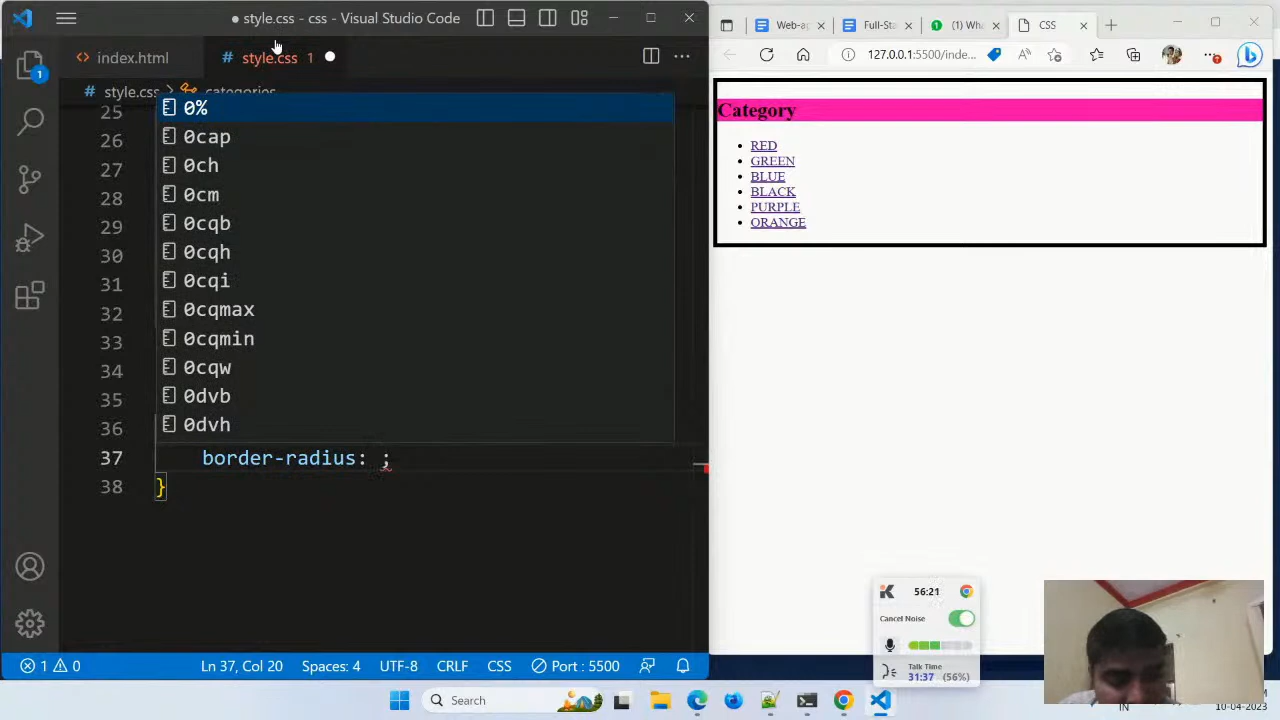 style.css - css - Visual Studio Code
index.html
# style.css 1
# style.css > categories
1
25
26
27
28
29
30
31
32
33
34
35
36
37
38
0%
0cap
0ch
0cm
0cqb
0cqh
0cqi
0cqmax
0cqmin
0cqw
0dvb
0dvh
border-radius: ;
}
1 0
Ln 37, Col 20
Spaces: 4
UTF-8
CRLF
CSS
Port : 5500
Web-a
Full-Sta
(1) Wha
CSS
127.0.0.1:5500/inde...
Category
RED
GREEN
BLUE
BLACK
PURPLE
ORANGE
56:21
Cancel Noise
Talk Time
31:37 (56%)
Search
IN
10-04-2023